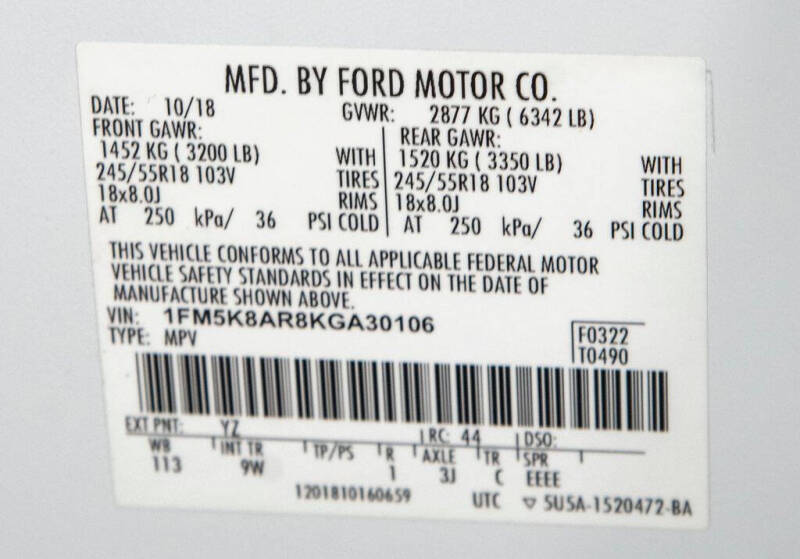 MFD. BY FORD MOTOR CO.
DATE: 10/18 GVWR: 2877 KG ( 6342 LB)
FRONT GAWR: REAR GAWR:
1452 KG ( 3200 LB) WITH 1520 KG ( 3350 LB) WITH
245/55R18 103V TIRES 245/55R18 103V TIRES
18x8.0J RIMS 18x8.0J RIMS
AT 250 kPa/ 36 PSI COLD AT 250 kPa/ 36 PSI COLD
THIS VEHICLE CONFORMS TO ALL APPLICABLE FEDERAL MOTOR
VEHICLE SAFETY STANDARDS IN EFFECT ON THE DATE OF
MANUFACTURE SHOWN ABOVE.
VIN: 1FM5K8AR8KGA30106
TYPE: MPV F0322
T0490
EXT PNT: YZ RC: 44 DSO:
WB INT TR TP/PS R AXLE TR SPR
113 9W 1 3J C EEEE
1201810160659 UTC ▽ 5U5A-1520472-BA